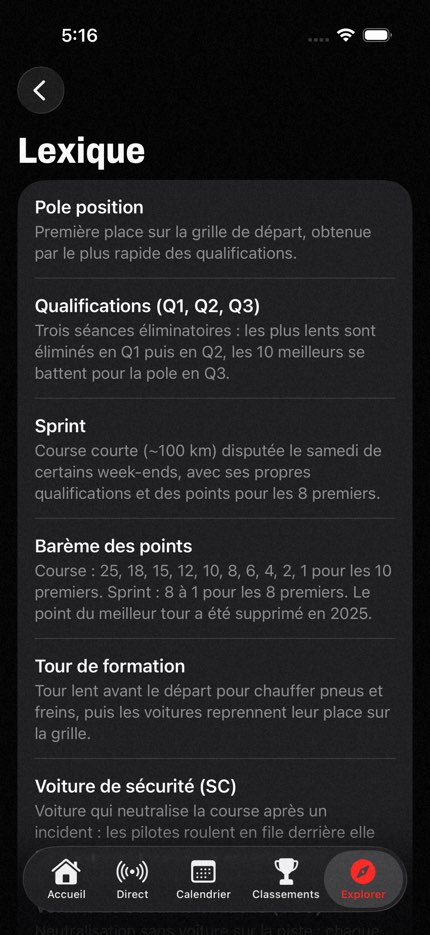 5:16
Lexique
Pole position
Première place sur la grille de départ, obtenue
par le plus rapide des qualifications.
Qualifications (Q1, Q2, Q3)
Trois séances éliminatoires : les plus lents sont
éliminés en Q1 puis en Q2, les 10 meilleurs se
battent pour la pole en Q3.
Sprint
Course courte (~100 km) disputée le samedi de
certains week-ends, avec ses propres
qualifications et des points pour les 8 premiers.
Barème des points
Course : 25, 18, 15, 12, 10, 8, 6, 4, 2, 1 pour les 10
premiers. Sprint : 8 à 1 pour les 8 premiers. Le
point du meilleur tour a été supprimé en 2025.
Tour de formation
Tour lent avant le départ pour chauffer pneus et
freins, puis les voitures reprennent leur place sur
la grille.
Voiture de sécurité (SC)
Voiture qui neutralise la course après un
incident : les pilotes roulent en file derrière elle
Accueil
Direct
Calendrier
Classements
Explorer